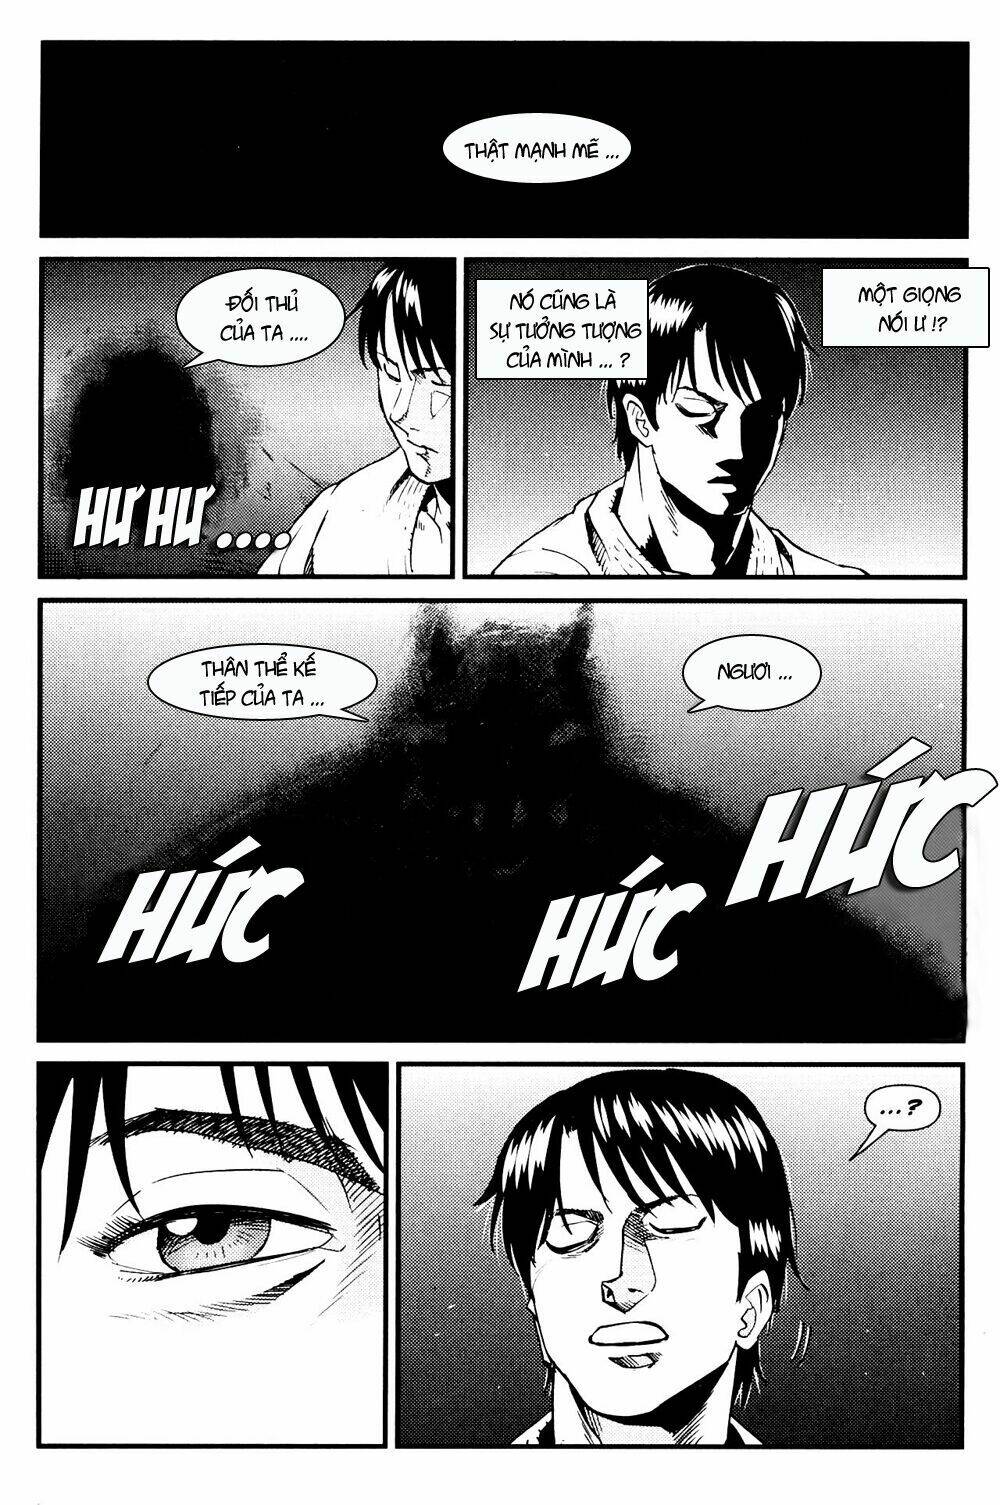 THẬT MẠNH MẼ ...
MỘT GIỌNG
NÓI Ư !?
NÓ CŨNG LÀ
SỰ TƯỞNG TƯỢNG
CỦA MÌNH ... ?
ĐỐI THỦ
CỦA TA ....
HƯ HƯ ....
NGƯƠI ...
THÂN THỂ KẾ
TIẾP CỦA TA ...
HỨC
HỨC
HỨC
...?